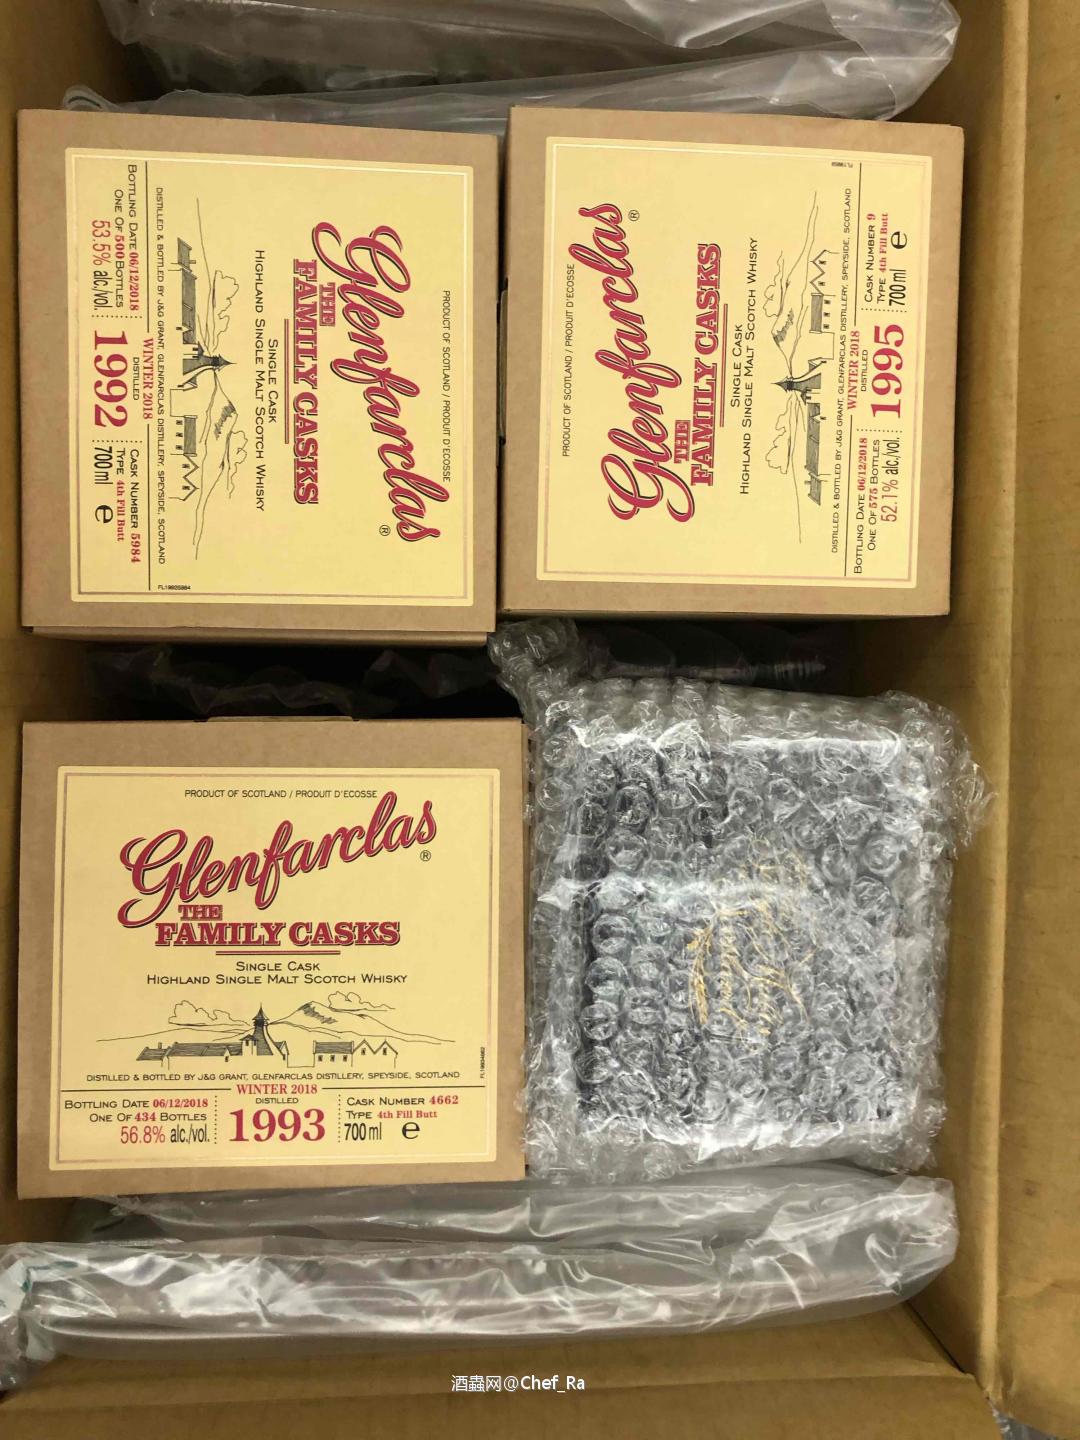 PRODUCT OF SCOTLAND / PRODUIT D'ECOSSE
Glenfarclas®
THE
FAMILY CASKS
SINGLE CASK
HIGHLAND SINGLE MALT SCOTCH WHISKY
DISTILLED & BOTTLED BY J&G GRANT, GLENFARCLAS DISTILLERY, SPEYSIDE, SCOTLAND
WINTER 2018
BOTTLING DATE 06/12/2018
ONE OF 500 BOTTLES
53.5% alc./vol.
DISTILLED
1992
CASK NUMBER 5984
TYPE 4th Fill Butt
700ml e
FL19925984
PRODUCT OF SCOTLAND / PRODUIT D'ECOSSE
Glenfarclas®
THE
FAMILY CASKS
SINGLE CASK
HIGHLAND SINGLE MALT SCOTCH WHISKY
DISTILLED & BOTTLED BY J&G GRANT, GLENFARCLAS DISTILLERY, SPEYSIDE, SCOTLAND
WINTER 2018
BOTTLING DATE 06/12/2018
ONE OF 575 BOTTLES
52.1% alc./vol.
DISTILLED
1995
CASK NUMBER 9
TYPE 4th Fill Butt
700ml e
PRODUCT OF SCOTLAND / PRODUIT D'ECOSSE
Glenfarclas®
THE
FAMILY CASKS
SINGLE CASK
HIGHLAND SINGLE MALT SCOTCH WHISKY
DISTILLED & BOTTLED BY J&G GRANT, GLENFARCLAS DISTILLERY, SPEYSIDE, SCOTLAND
WINTER 2018
BOTTLING DATE 06/12/2018
ONE OF 434 BOTTLES
56.8% alc./vol.
DISTILLED
1993
CASK NUMBER 4662
TYPE 4th Fill Butt
700ml e
FL19934662
酒蟲网@Chef_Ra